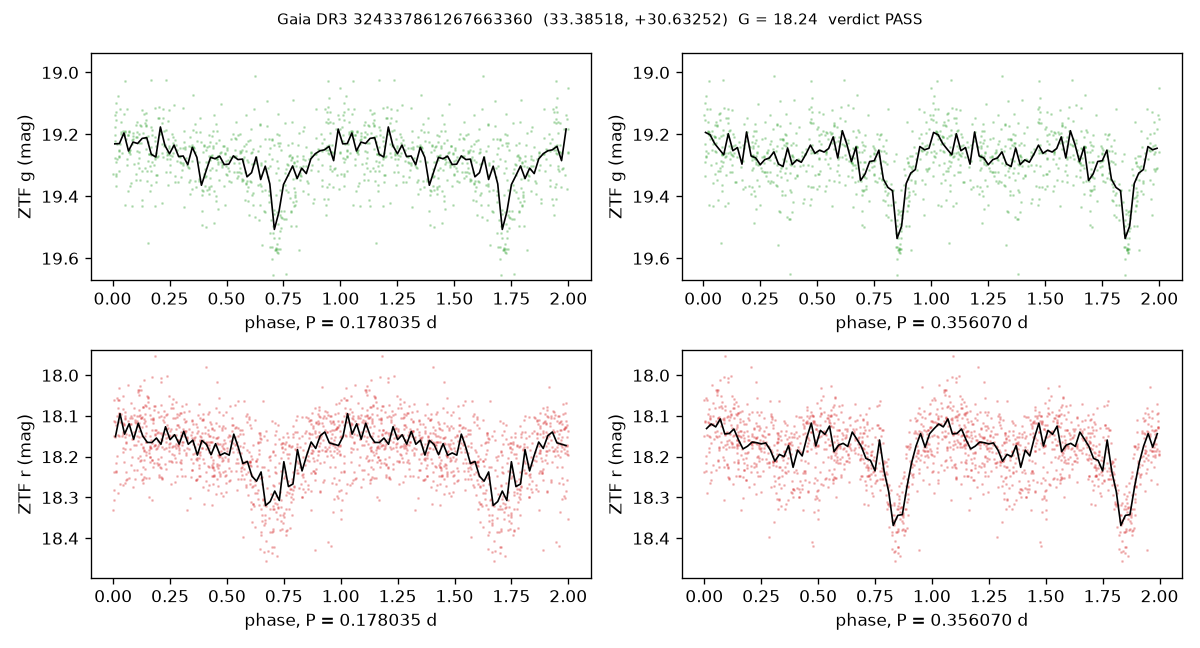 Gaia DR3 324337861267663360  (33.38518, +30.63252)  G = 18.24  verdict PASS
ZTF g (mag)
19.0
19.2
19.4
19.6
0.00 0.25 0.50 0.75 1.00 1.25 1.50 1.75 2.00
phase, P = 0.178035 d
ZTF g (mag)
19.0
19.2
19.4
19.6
0.00 0.25 0.50 0.75 1.00 1.25 1.50 1.75 2.00
phase, P = 0.356070 d
ZTF r (mag)
18.0
18.1
18.2
18.3
18.4
0.00 0.25 0.50 0.75 1.00 1.25 1.50 1.75 2.00
phase, P = 0.178035 d
ZTF r (mag)
18.0
18.1
18.2
18.3
18.4
0.00 0.25 0.50 0.75 1.00 1.25 1.50 1.75 2.00
phase, P = 0.356070 d